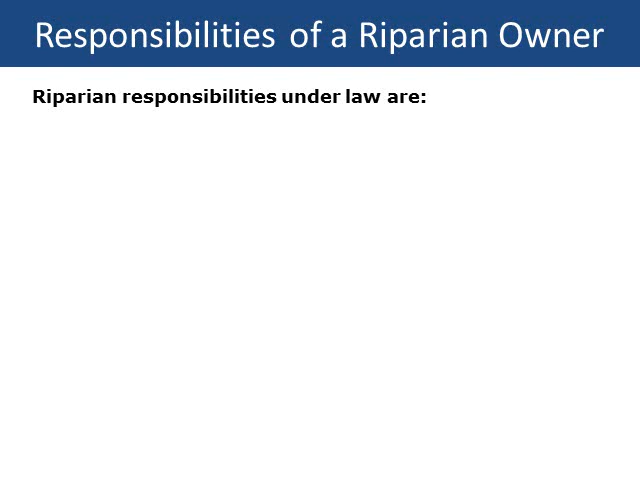 Responsibilities of a Riparian Owner
Riparian responsibilities under law are: